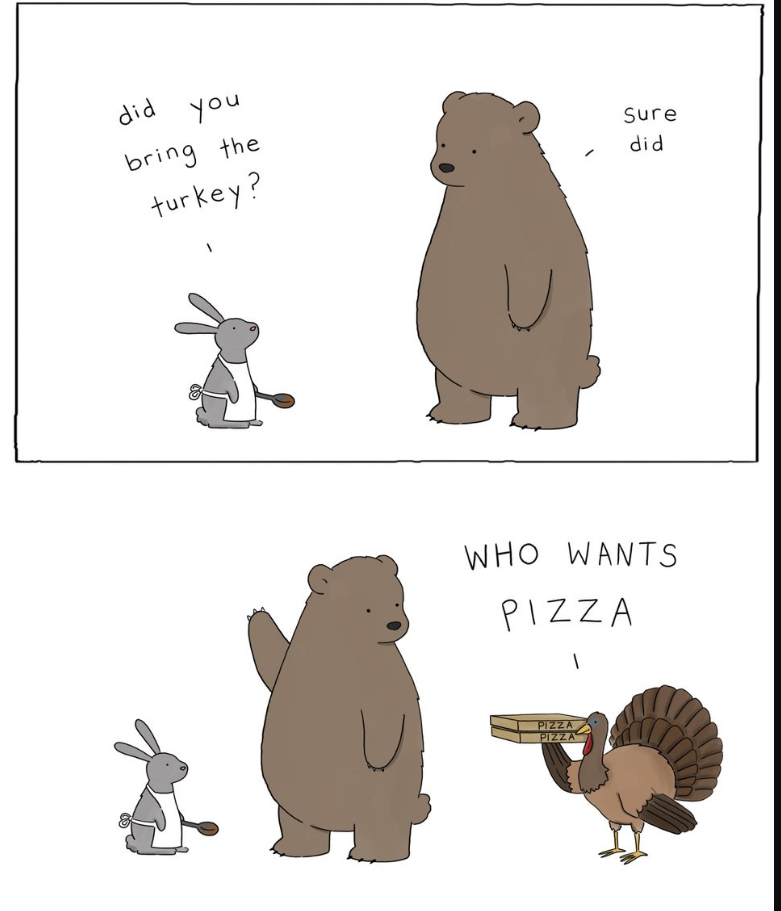 did you
bring the
turkey?
sure
did
WHO WANTS
PIZZA
PIZZA
PIZZA